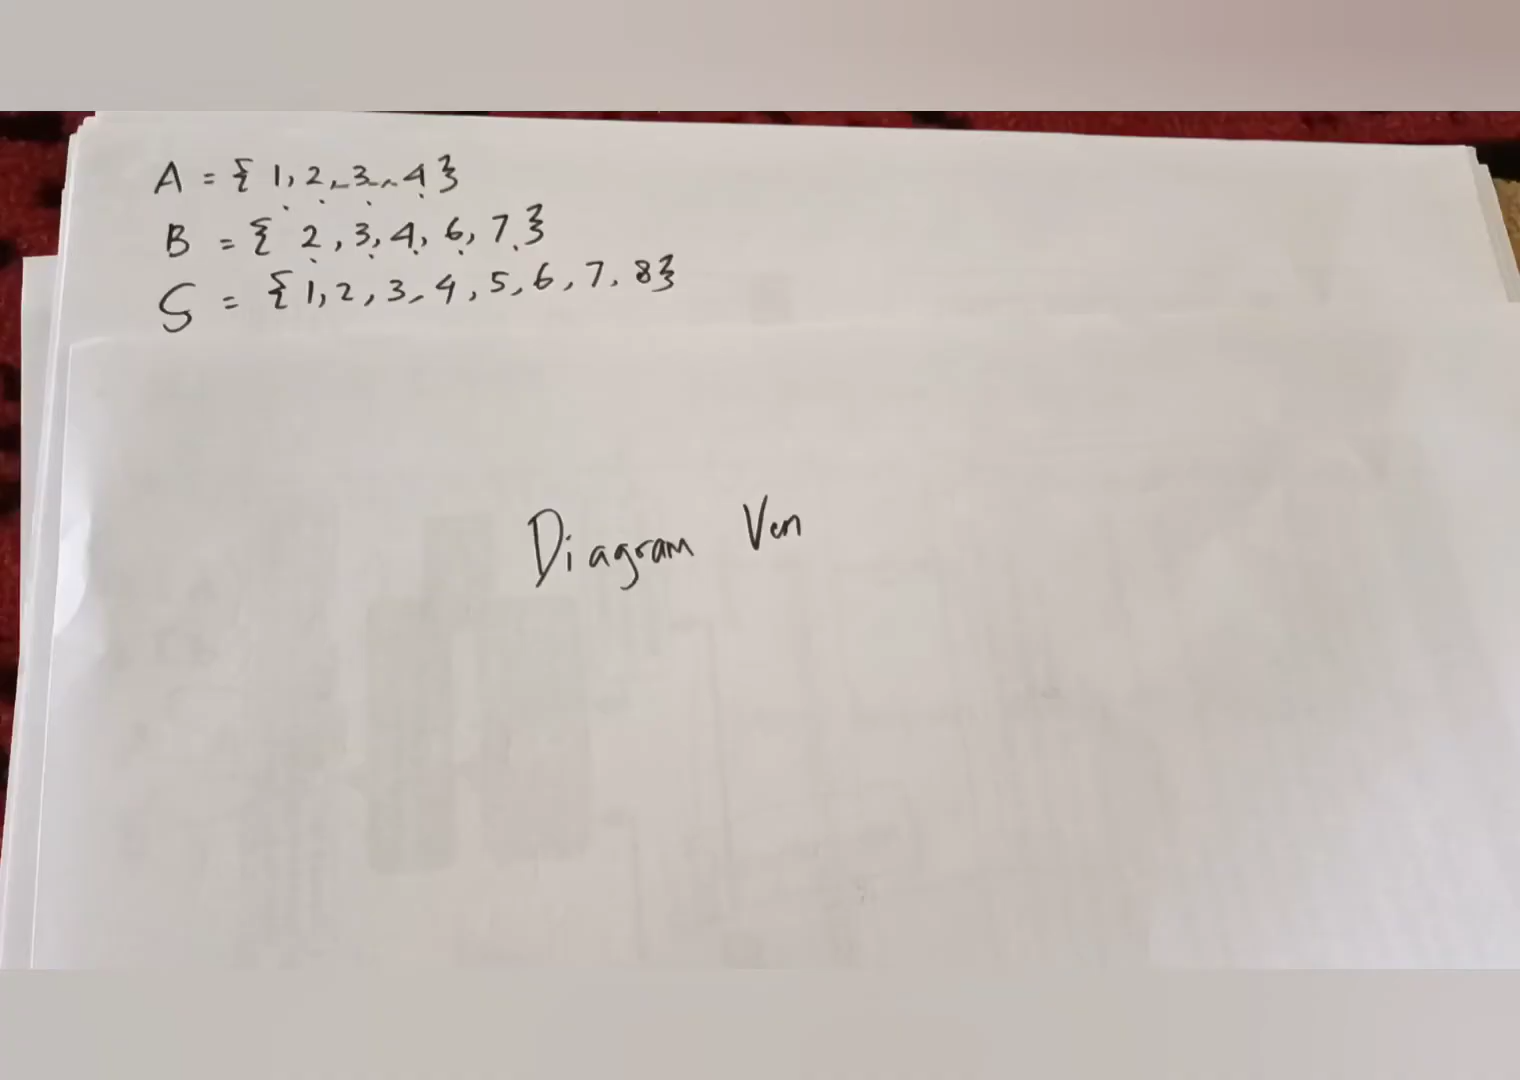 A = { 1, 2, 3, 4 }
B = { 2, 3, 4, 6, 7 }
S = { 1, 2, 3, 4, 5, 6, 7, 8 }
Diagram Ven